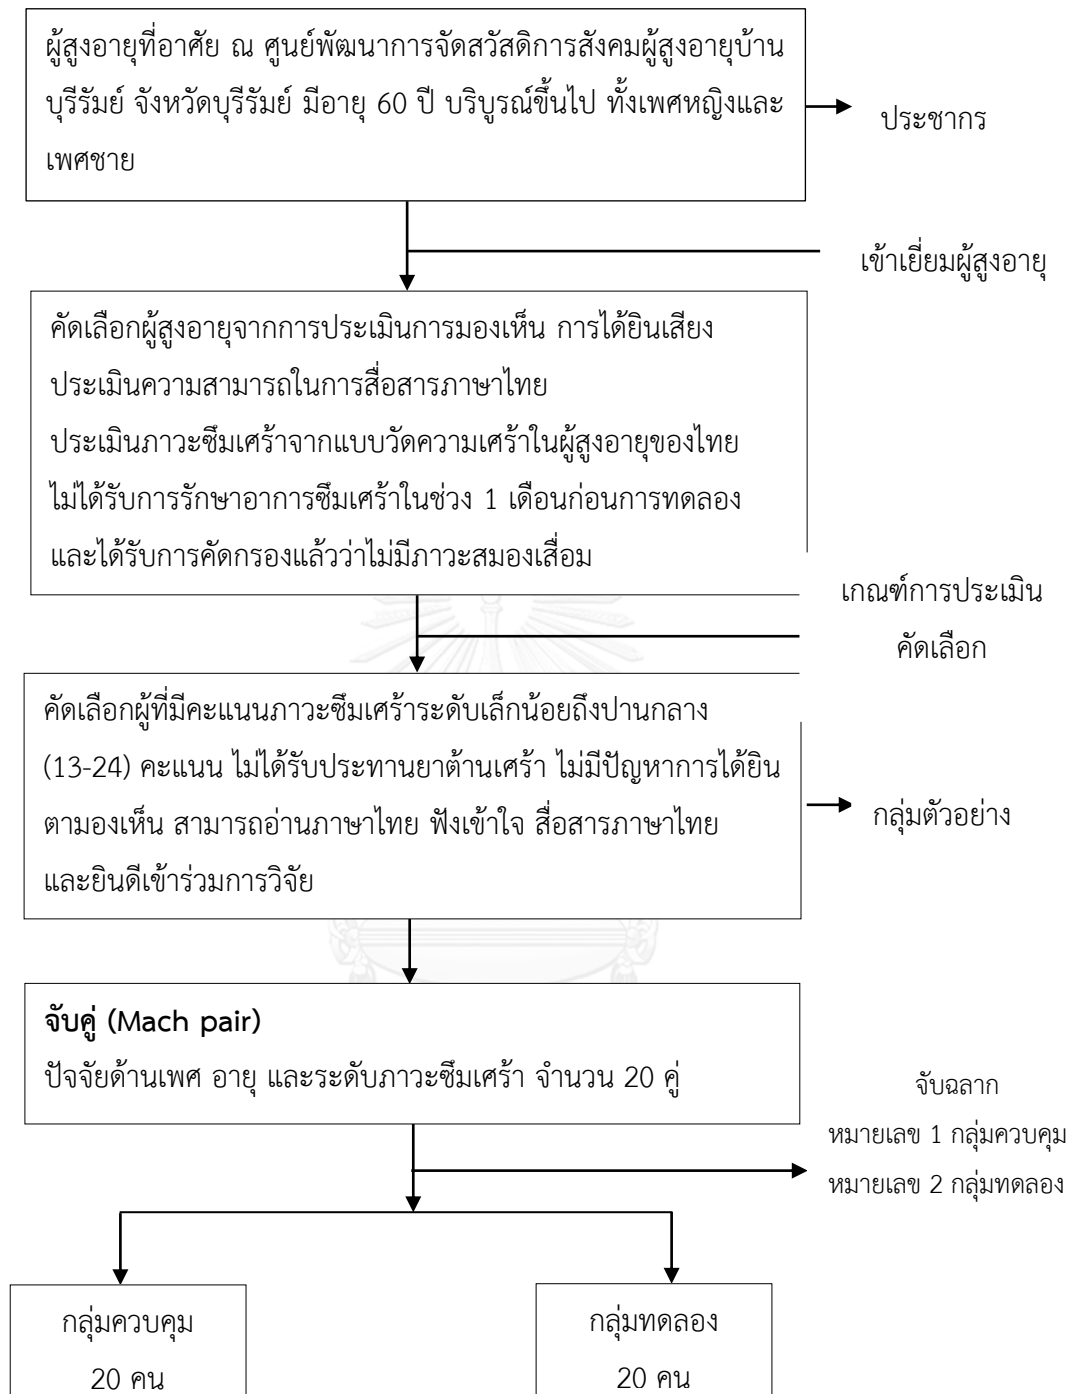 ผู้สูงอายุที่อาศัย ณ ศูนย์พัฒนาการจัดสวัสดิการสังคมผู้สูงอายุบ้าน
บุรีรัมย์ จังหวัดบุรีรัมย์ มีอายุ 60 ปี บริบูรณ์ขึ้นไป ทั้งเพศหญิงและ
เพศชาย
ประชากร
เข้าเยี่ยมผู้สูงอายุ
คัดเลือกผู้สูงอายุจากการประเมินการมองเห็น การได้ยินเสียง
ประเมินความสามารถในการสื่อสารภาษาไทย
ประเมินภาวะซึมเศร้าจากแบบวัดความเศร้าในผู้สูงอายุของไทย
ไม่ได้รับการรักษาอาการซึมเศร้าในช่วง 1 เดือนก่อนการทดลอง
และได้รับการคัดกรองแล้วว่าไม่มีภาวะสมองเสื่อม
เกณฑ์การประเมิน
คัดเลือก
คัดเลือกผู้ที่มีคะแนนภาวะซึมเศร้าระดับเล็กน้อยถึงปานกลาง
(13-24) คะแนน ไม่ได้รับประทานยาต้านเศร้า ไม่มีปัญหาการได้ยิน
ตามองเห็น สามารถอ่านภาษาไทย ฟังเข้าใจ สื่อสารภาษาไทย
และยินดีเข้าร่วมการวิจัย
กลุ่มตัวอย่าง
จับคู่ (Mach pair)
ปัจจัยด้านเพศ อายุ และระดับภาวะซึมเศร้า จำนวน 20 คู่
จับฉลาก
หมายเลข 1 กลุ่มควบคุม
หมายเลข 2 กลุ่มทดลอง
กลุ่มควบคุม
20 คน
กลุ่มทดลอง
20 คน